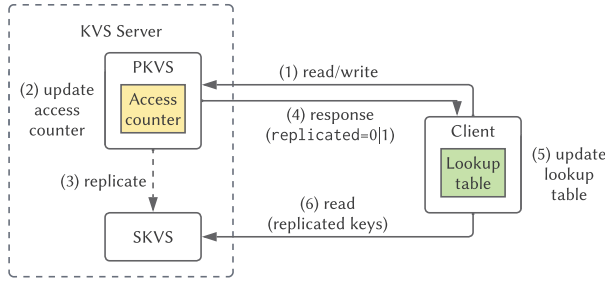 KVS Server
PKVS
Access
counter
(2) update
access
counter
(1) read/write
(4) response
(replicated=0|1)
Client
Lookup
table
(5) update
lookup
table
(3) replicate
SKVS
(6) read
(replicated keys)